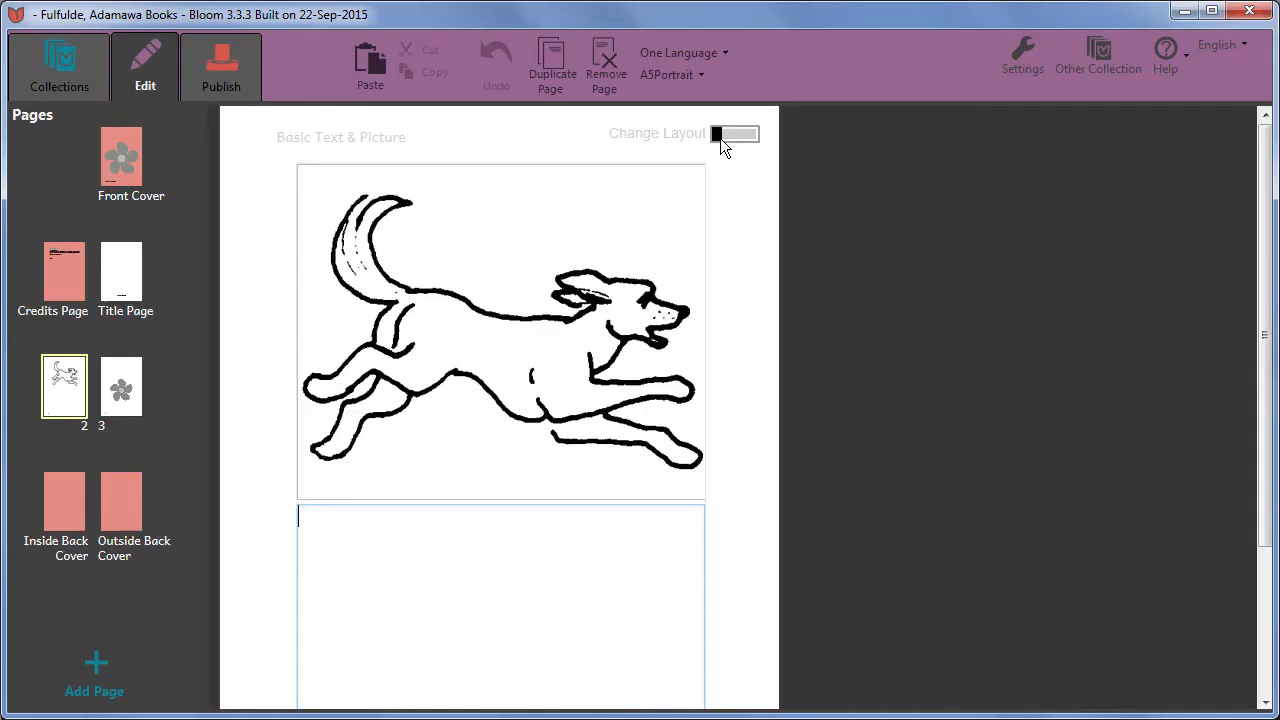 - Fulfulde, Adamawa Books - Bloom 3.3.3 Built on 22-Sep-2015
Collections
Edit
Publish
Paste
Cut
Copy
Undo
Duplicate
Page
Remove
Page
One Language
A5Portrait
Settings
Other Collection
Help
English
Pages
Front Cover
Credits Page
Title Page
2
3
Inside Back
Cover
Outside Back
Cover
Add Page
Basic Text & Picture
Change Layout